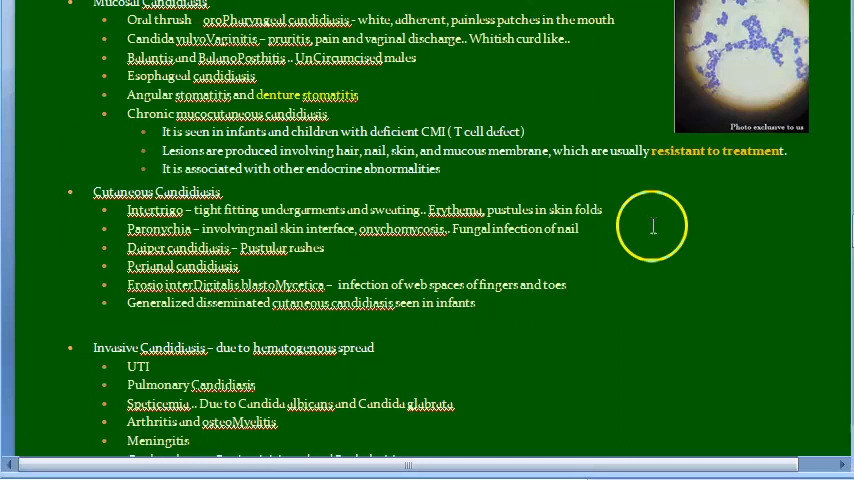 Mucosal Candidiasis
Oral thrush oroPharyngeal candidiasis - white, adherent, painless patches in the mouth
Candida vulvoVaginitis – pruritis, pain and vaginal discharge.. Whitish curd like..
Balantis and BalanoPosthitis .. UnCircumcised males
Esophageal candidiasis
Angular stomatitis and denture stomatitis
Chronic mucocutaneous candidiasis
It is seen in infants and children with deficient CMI ( T cell defect)
Lesions are produced involving hair, nail, skin, and mucous membrane, which are usually resistant to treatment.
It is associated with other endocrine abnormalities
Photo exclusive to us
Cutaneous Candidiasis
Intertrigo – tight fitting undergarments and sweating.. Erythema, pustules in skin folds
Paronychia – involving nail skin interface, onychomycosis.. Fungal infection of nail
Daiper candidiasis – Pustular rashes
Perianal candidiasis
Erosio interDigitalis blastoMycetica – infection of web spaces of fingers and toes
Generalized disseminated cutaneous candidiasis seen in infants
Invasive Candidiasis – due to hematogenous spread
UTI
Pulmonary Candidiasis
Speticemia .. Due to Candida albicans and Candida glabrata
Arthritis and osteoMyelitis
Meningitis